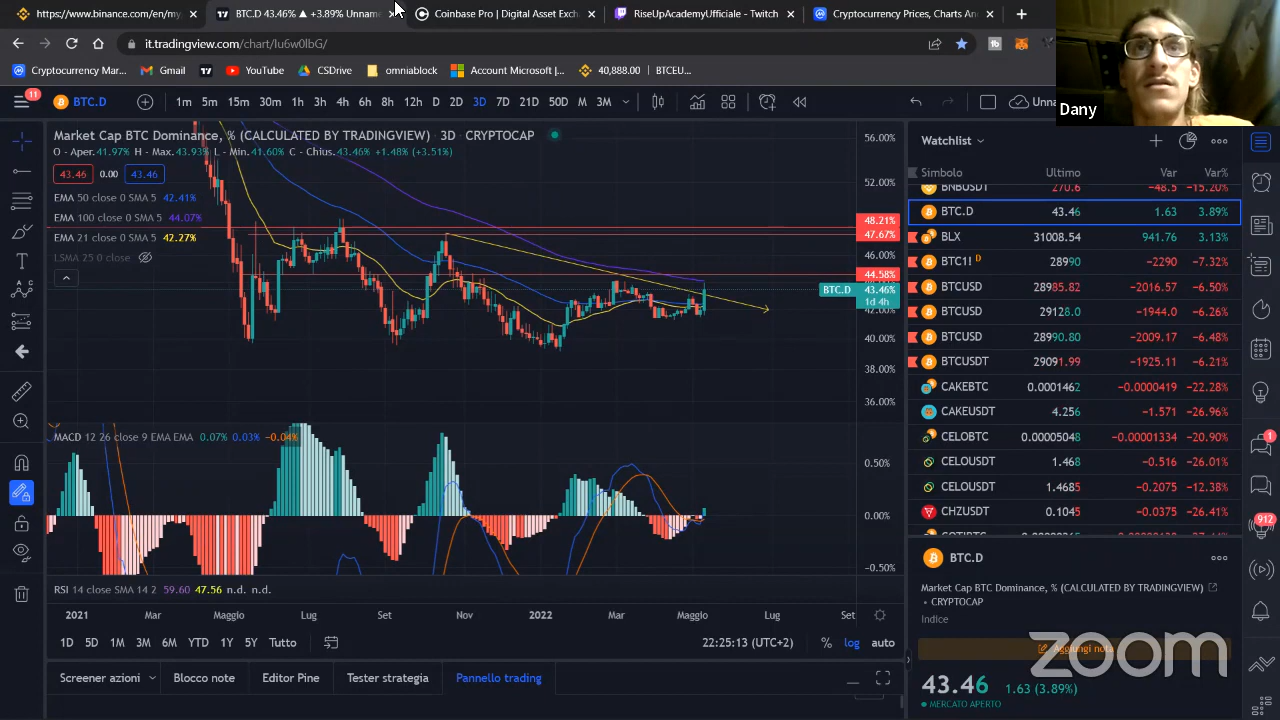 https://www.binance.com/en/my
BTC.D 43.46% ▲ +3.89% Unname
Coinbase Pro | Digital Asset Exch
RiseUpAcademyUfficiale - Twitch
Cryptocurrency Prices, Charts An
it.tradingview.com/chart/Iu6w0lbG/
Cryptocurrency Mar...
Gmail
YouTube
CSDrive
omniablock
Account Microsoft |...
40,888.00 | BTCEU...
Dany
11
BTC.D
1m 5m 15m 30m 1h 3h 4h 6h 8h 12h D 2D 3D 7D 21D 50D M 3M
Unna
Market Cap BTC Dominance, % (CALCULATED BY TRADINGVIEW) 3D CRYPTOCAP
O - Aper.41.97% H - Max.43.93% L - Min.41.60% C - Chius.43.46% +1.48% (+3.51%)
43.46 0.00 43.46
EMA 50 close 0 SMA 5 42.41%
EMA 100 close 0 SMA 5 44.07%
EMA 21 close 0 SMA 5 42.27%
LSMA 25 0 close
56.00%
52.00%
48.21%
47.67%
46.00%
44.58%
BTC.D 43.46%
1d 4h
42.00%
40.00%
38.00%
36.00%
MACD 12 26 close 9 EMA EMA 0.07% 0.03% −0.04%
0.50%
0.00%
−0.50%
RSI 14 close SMA 14 2 59.60 47.56 n.d. n.d.
2021 Mar Maggio Lug Set Nov 2022 Mar Maggio Lug Set
1D 5D 1M 3M 6M YTD 1Y 5Y Tutto
22:25:13 (UTC+2) % log auto
Screener azioni
Blocco note
Editor Pine
Tester strategia
Pannello trading
Watchlist
Simbolo Ultimo Var Var%
BNBUSDT 270.6 −48.5 −15.20%
BTC.D 43.46 1.63 3.89%
BLX 31008.54 941.76 3.13%
BTC1! D 28990 −2290 −7.32%
BTCUSD 28985.82 −2016.57 −6.50%
BTCUSD 29128.0 −1944.0 −6.26%
BTCUSD 28990.80 −2009.17 −6.48%
BTCUSDT 29091.99 −1925.11 −6.21%
CAKEBTC 0.0001462 −0.0000419 −22.28%
CAKEUSDT 4.256 −1.571 −26.96%
CELOBTC 0.00005048 −0.00001334 −20.90%
CELOUSDT 1.468 −0.516 −26.01%
CELOUSD 1.4685 −0.2075 −12.38%
CHZUSDT 0.1045 −0.0375 −26.41%
BTC.D
Market Cap BTC Dominance, % (CALCULATED BY TRADINGVIEW)
• CRYPTOCAP
Indice
Aggiungi nota
zoom
43.46 1.63 (3.89%)
MERCATO APERTO
1
912